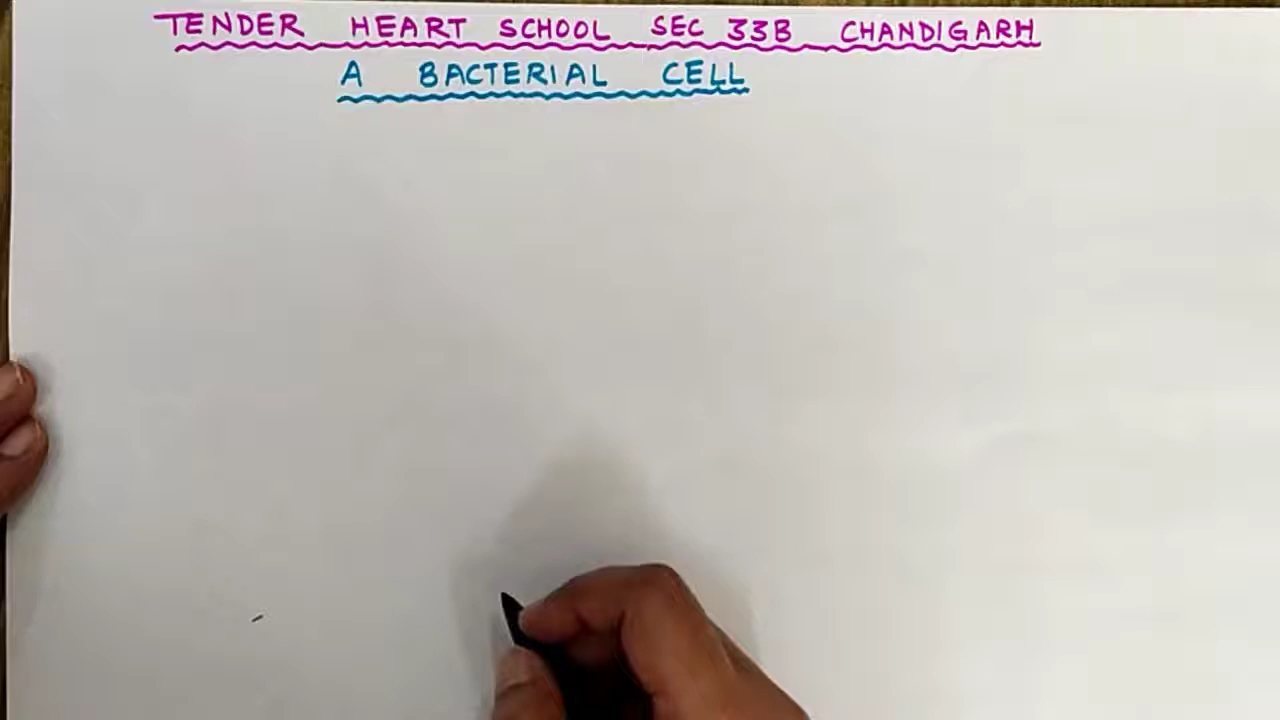 TENDER HEART SCHOOL SEC 33B CHANDIGARH
A BACTERIAL CELL